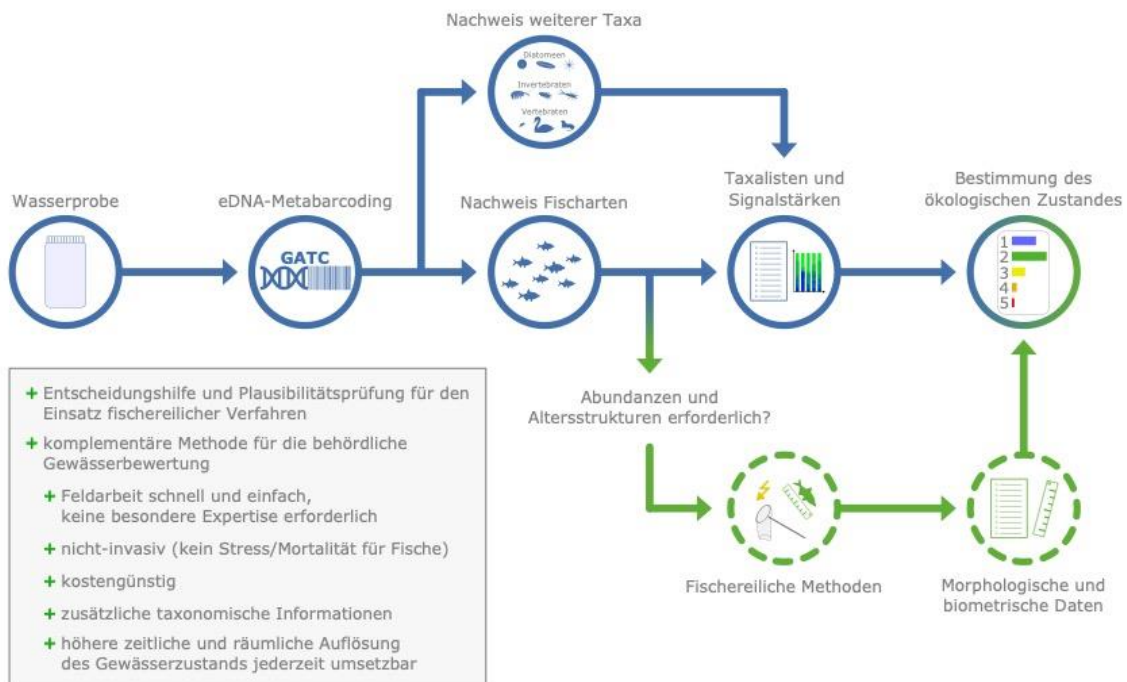 Nachweis weiterer Taxa
Diatomeen
Invertebraten
Vertebraten
Wasserprobe
eDNA-Metabarcoding
GATC
Nachweis Fischarten
Taxalisten und
Signalstärken
Bestimmung des
ökologischen Zustandes
1
2
3
4
5
Abundanzen und
Altersstrukturen erforderlich?
Fischereiliche Methoden
Morphologische und
biometrische Daten
+ Entscheidungshilfe und Plausibilitätsprüfung für den
Einsatz fischereilicher Verfahren
+ komplementäre Methode für die behördliche
Gewässerbewertung
+ Feldarbeit schnell und einfach,
keine besondere Expertise erforderlich
+ nicht-invasiv (kein Stress/Mortalität für Fische)
+ kostengünstig
+ zusätzliche taxonomische Informationen
+ höhere zeitliche und räumliche Auflösung
des Gewässerzustands jederzeit umsetzbar